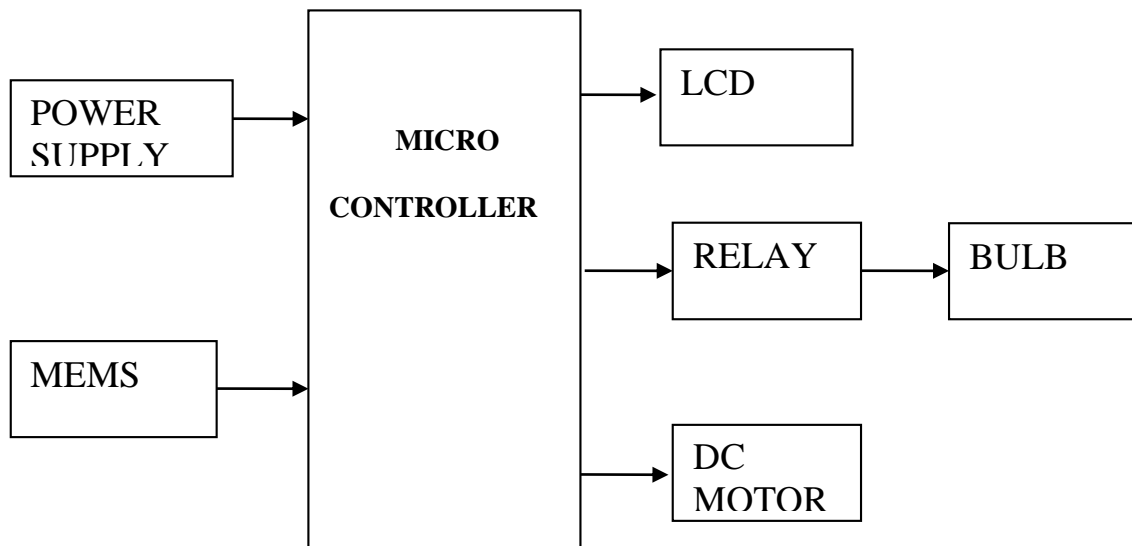 POWER
SUPPLY
MEMS
MICRO
CONTROLLER
LCD
RELAY
BULB
DC
MOTOR